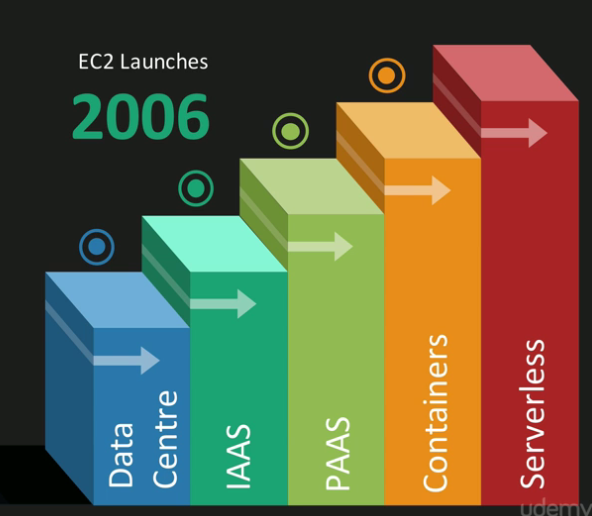 EC2 Launches
2006
Data
Centre
IAAS
PAAS
Containers
Serverless
udemy